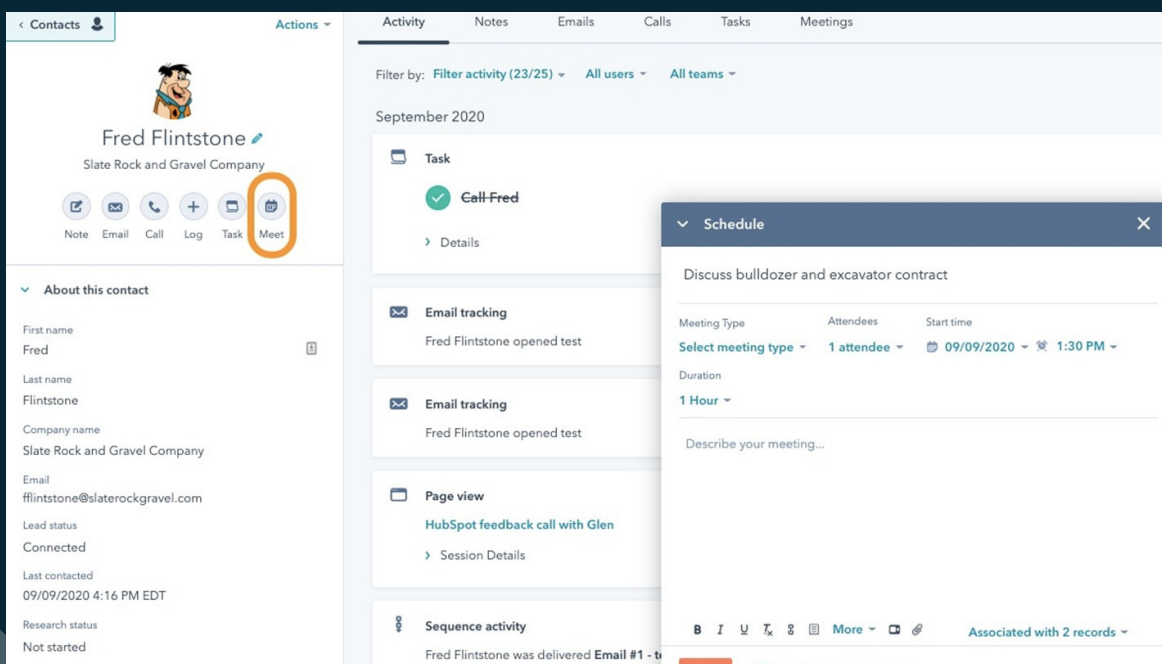 Contacts
Actions
Fred Flintstone
Slate Rock and Gravel Company
Note Email Call Log Task Meet
About this contact
First name
Fred
Last name
Flintstone
Company name
Slate Rock and Gravel Company
Email
fflintstone@slaterockgravel.com
Lead status
Connected
Last contacted
09/09/2020 4:16 PM EDT
Research status
Not started
Activity Notes Emails Calls Tasks Meetings
Filter by: Filter activity (23/25) All users All teams
September 2020
Task
Call Fred
Details
Email tracking
Fred Flintstone opened test
Email tracking
Fred Flintstone opened test
Page view
HubSpot feedback call with Glen
Session Details
Sequence activity
Fred Flintstone was delivered Email #1 - te
Schedule
Discuss bulldozer and excavator contract
Meeting Type Attendees Start time
Select meeting type 1 attendee 09/09/2020 1:30 PM
Duration
1 Hour
Describe your meeting...
B I U Tx More Associated with 2 records